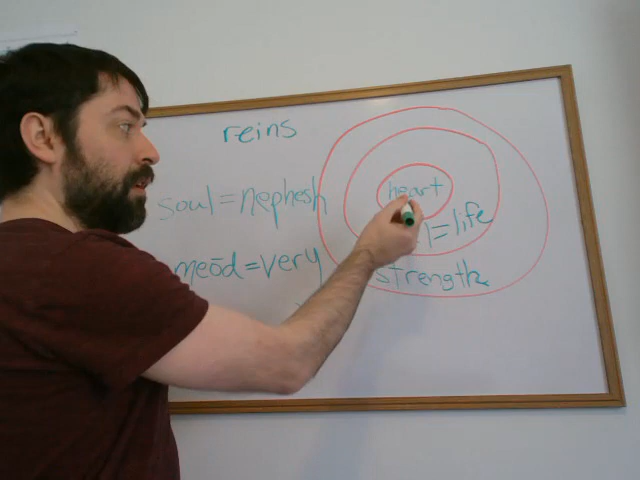 reins
heart
soul = nephesh
= life
meōd = very
strength